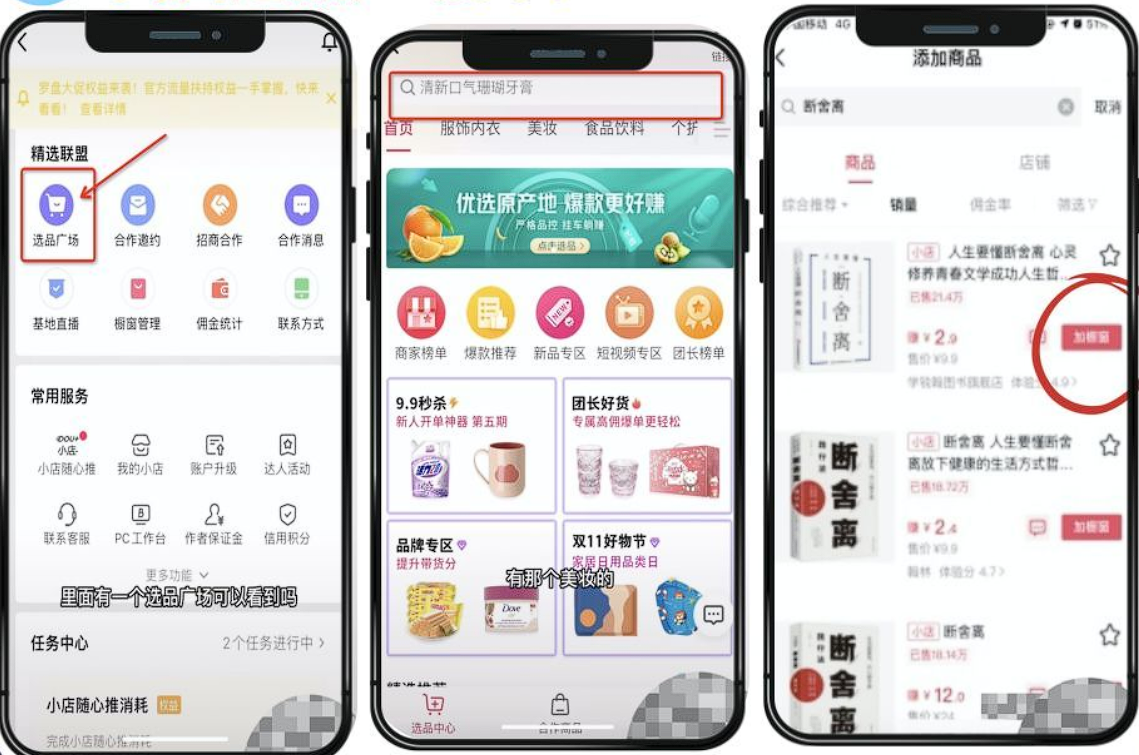 罗盘大促权益来袭！官方流量扶持权益一手掌握，快来
看看！ 查看详情
精选联盟
选品广场
合作邀约
招商合作
合作消息
基地直播
橱窗管理
佣金统计
联系方式
常用服务
DOU+
小店
小店随心推
我的小店
账户升级
达人活动
联系客服
PC工作台
作者保证金
信用积分
更多功能
里面有一个选品广场可以看到吗
任务中心
2个任务进行中
小店随心推消耗
权益
完成小店随心推消耗
清新口气珊瑚牙膏
首页
服饰内衣
美妆
食品饮料
个护
优选原产地 爆款更好赚
严格品控 挂车躺赚
点击选品
NEW
商家榜单
爆款推荐
新品专区
短视频专区
团长榜单
9.9秒杀
新人开单神器 第五期
团长好货
专属高佣爆单更轻松
品牌专区
提升带货分
双11好物节
家居日用品类日
有那个美妆的
Dove
选品中心
合作商品
中国移动 4G
51%
添加商品
断舍离
取消
商品
店铺
综合推荐
销量
佣金率
筛选
小店 人生要懂断舍离 心灵
修养青春文学成功人生哲...
已售21.4万
赚 ¥2.9
加橱窗
售价 ¥9.9
学锐翰图书旗舰店 体验分 4.9
断舍离
小店 断舍离 人生要懂断舍
离放下健康的生活方式哲...
已售18.72万
赚 ¥2.4
加橱窗
售价 ¥9.9
翰林 体验分 4.7
断舍离
小店 断舍离
已售18.14万
赚 ¥12.0
售价 ¥24
断舍离